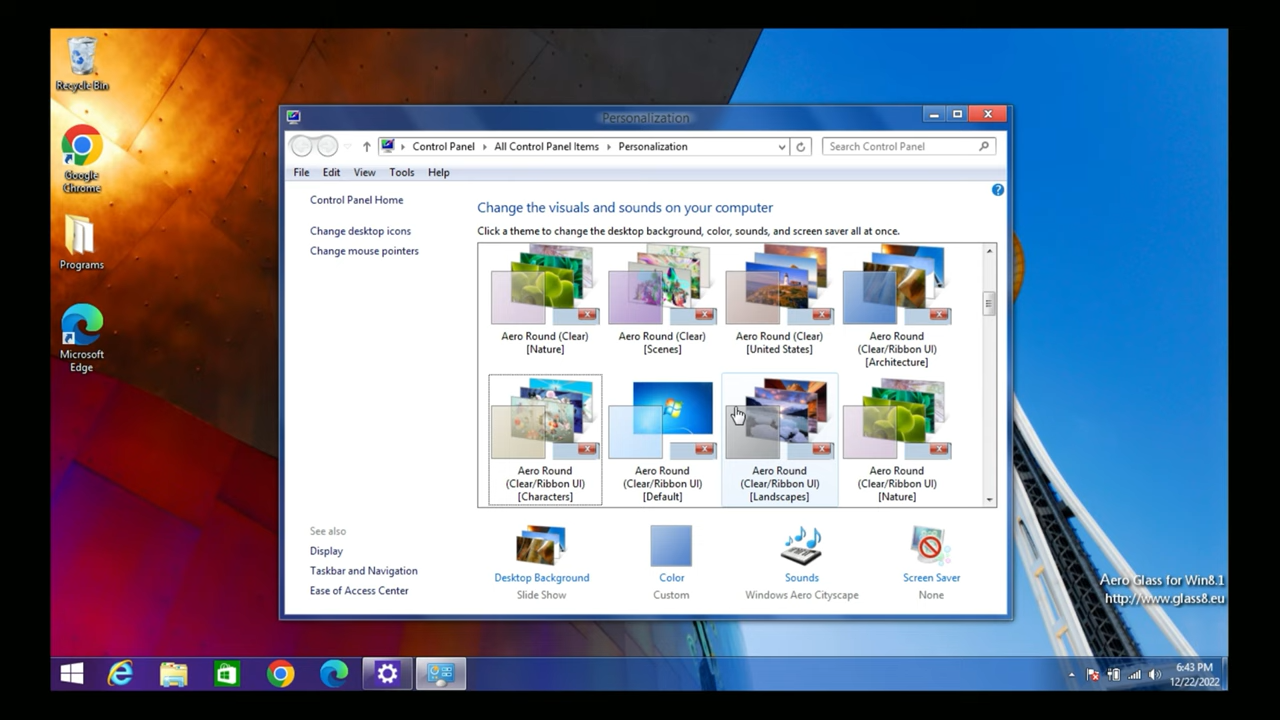 Recycle Bin
Google
Chrome
Programs
Microsoft
Edge
Personalization
Control Panel
All Control Panel Items
Personalization
Search Control Panel
File
Edit
View
Tools
Help
Control Panel Home
Change desktop icons
Change mouse pointers
Change the visuals and sounds on your computer
Click a theme to change the desktop background, color, sounds, and screen saver all at once.
Aero Round (Clear)
[Nature]
Aero Round (Clear)
[Scenes]
Aero Round (Clear)
[United States]
Aero Round
(Clear/Ribbon UI)
[Architecture]
Aero Round
(Clear/Ribbon UI)
[Characters]
Aero Round
(Clear/Ribbon UI)
[Default]
Aero Round
(Clear/Ribbon UI)
[Landscapes]
Aero Round
(Clear/Ribbon UI)
[Nature]
See also
Display
Taskbar and Navigation
Ease of Access Center
Desktop Background
Slide Show
Color
Custom
Sounds
Windows Aero Cityscape
Screen Saver
None
Aero Glass for Win8.1
http://www.glass8.eu
6:43 PM
12/22/2022